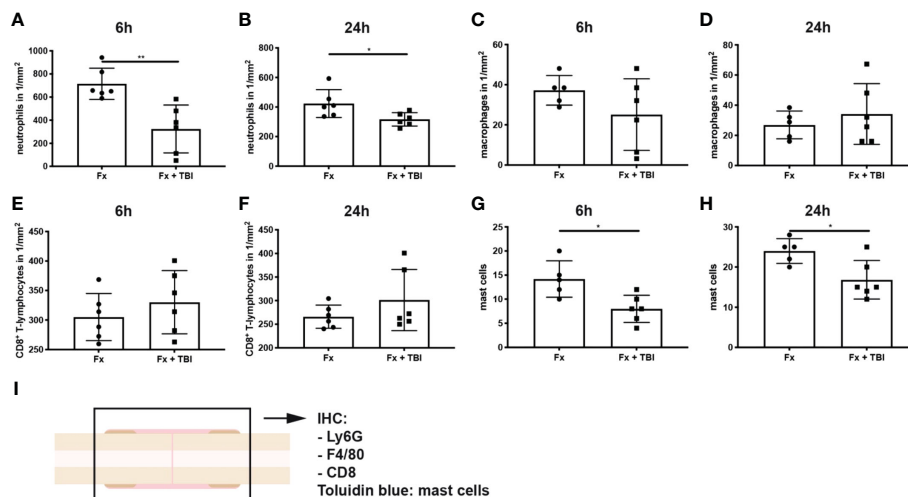 A
6h
neutrophils in 1/mm²
1000
800
600
400
200
0
**
Fx
Fx + TBI
B
24h
neutrophils in 1/mm²
800
600
400
200
0
*
Fx
Fx + TBI
C
6h
macrophages in 1/mm²
60
40
20
0
Fx
Fx + TBI
D
24h
macrophages in 1/mm²
80
60
40
20
0
Fx
Fx + TBI
E
6h
CD8⁺ T-lymphocytes in 1/mm²
450
400
350
300
250
Fx
Fx + TBI
F
24h
CD8⁺ T-lymphocytes in 1/mm²
450
400
350
300
250
200
Fx
Fx + TBI
G
6h
mast cells
25
20
15
10
5
0
*
Fx
Fx + TBI
H
24h
mast cells
30
20
10
0
*
Fx
Fx + TBI
I
IHC:
- Ly6G
- F4/80
- CD8
Toluidin blue: mast cells